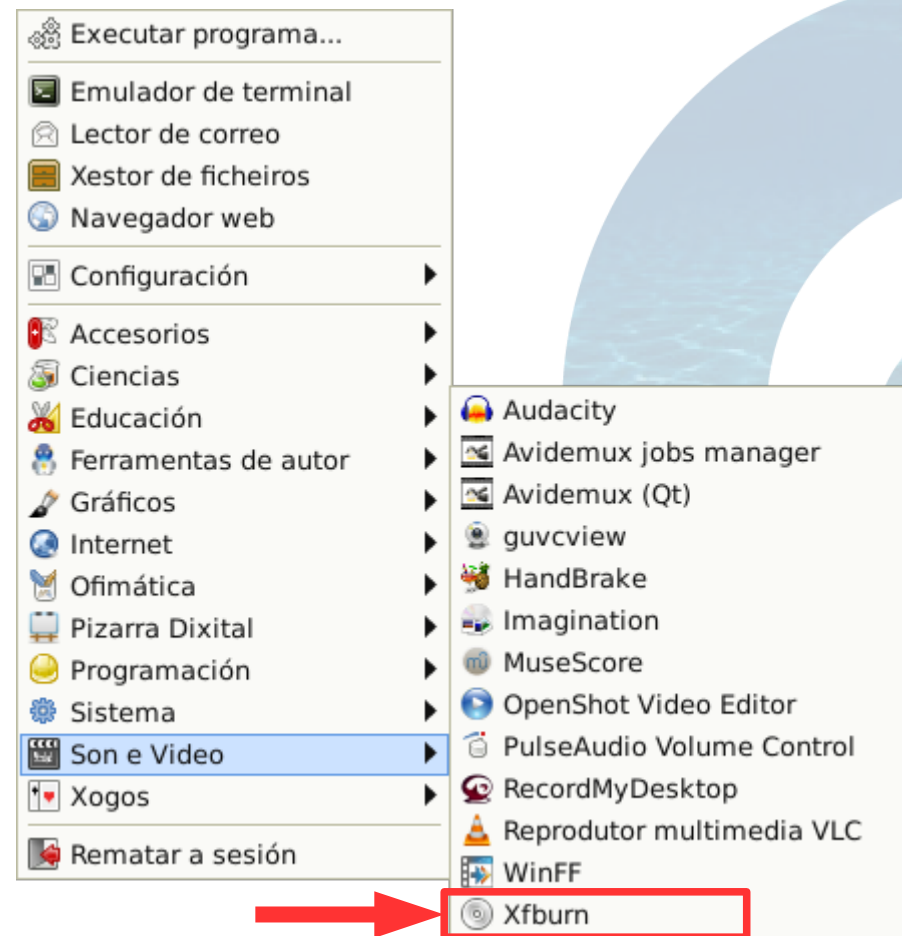 Executar programa...
Emulador de terminal
Lector de correo
Xestor de ficheiros
Navegador web
Configuración
Accesorios
Ciencias
Educación
Ferramentas de autor
Gráficos
Internet
Ofimática
Pizarra Dixital
Programación
Sistema
Son e Video
Xogos
Rematar a sesión
Audacity
Avidemux jobs manager
Avidemux (Qt)
guvcview
HandBrake
Imagination
MuseScore
OpenShot Video Editor
PulseAudio Volume Control
RecordMyDesktop
Reprodutor multimedia VLC
WinFF
Xfburn